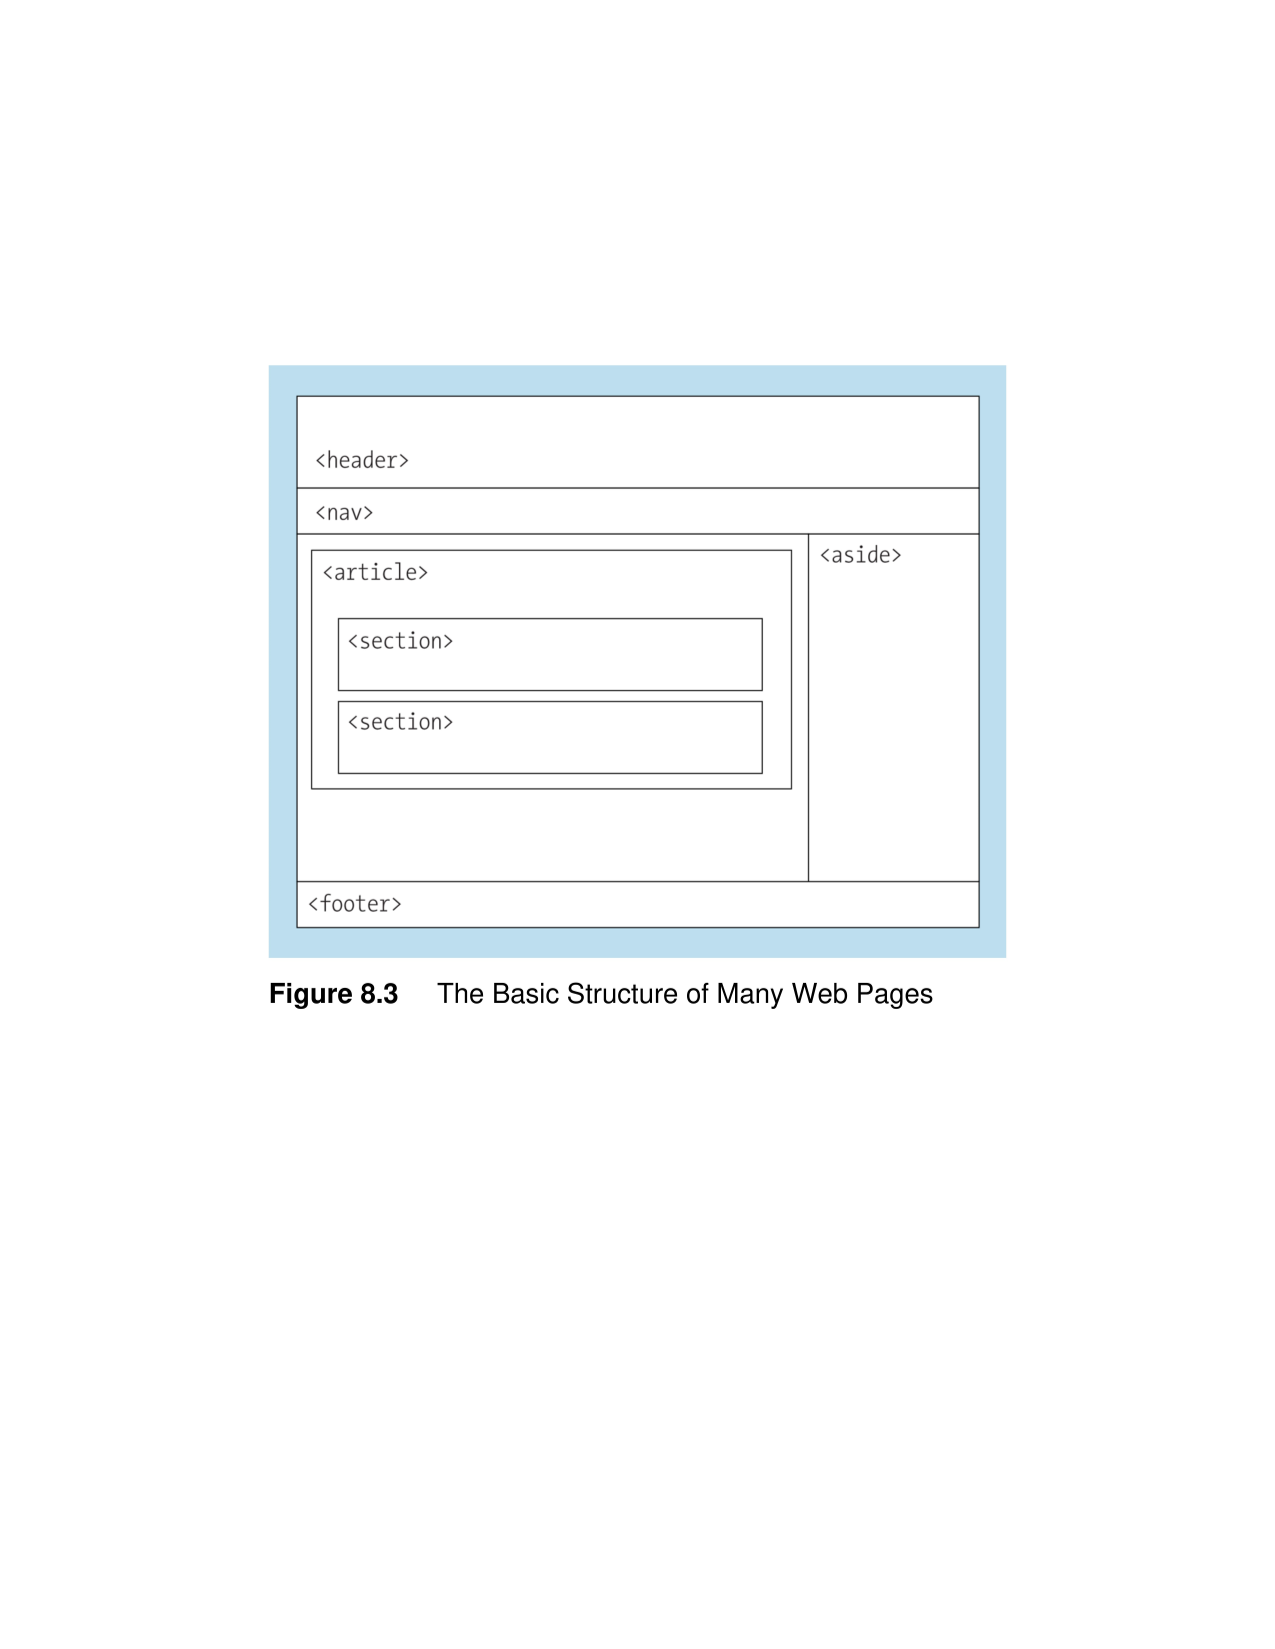 <header>
<nav>
<article>
<aside>
<section>
<section>
<footer>
Figure 8.3 The Basic Structure of Many Web Pages